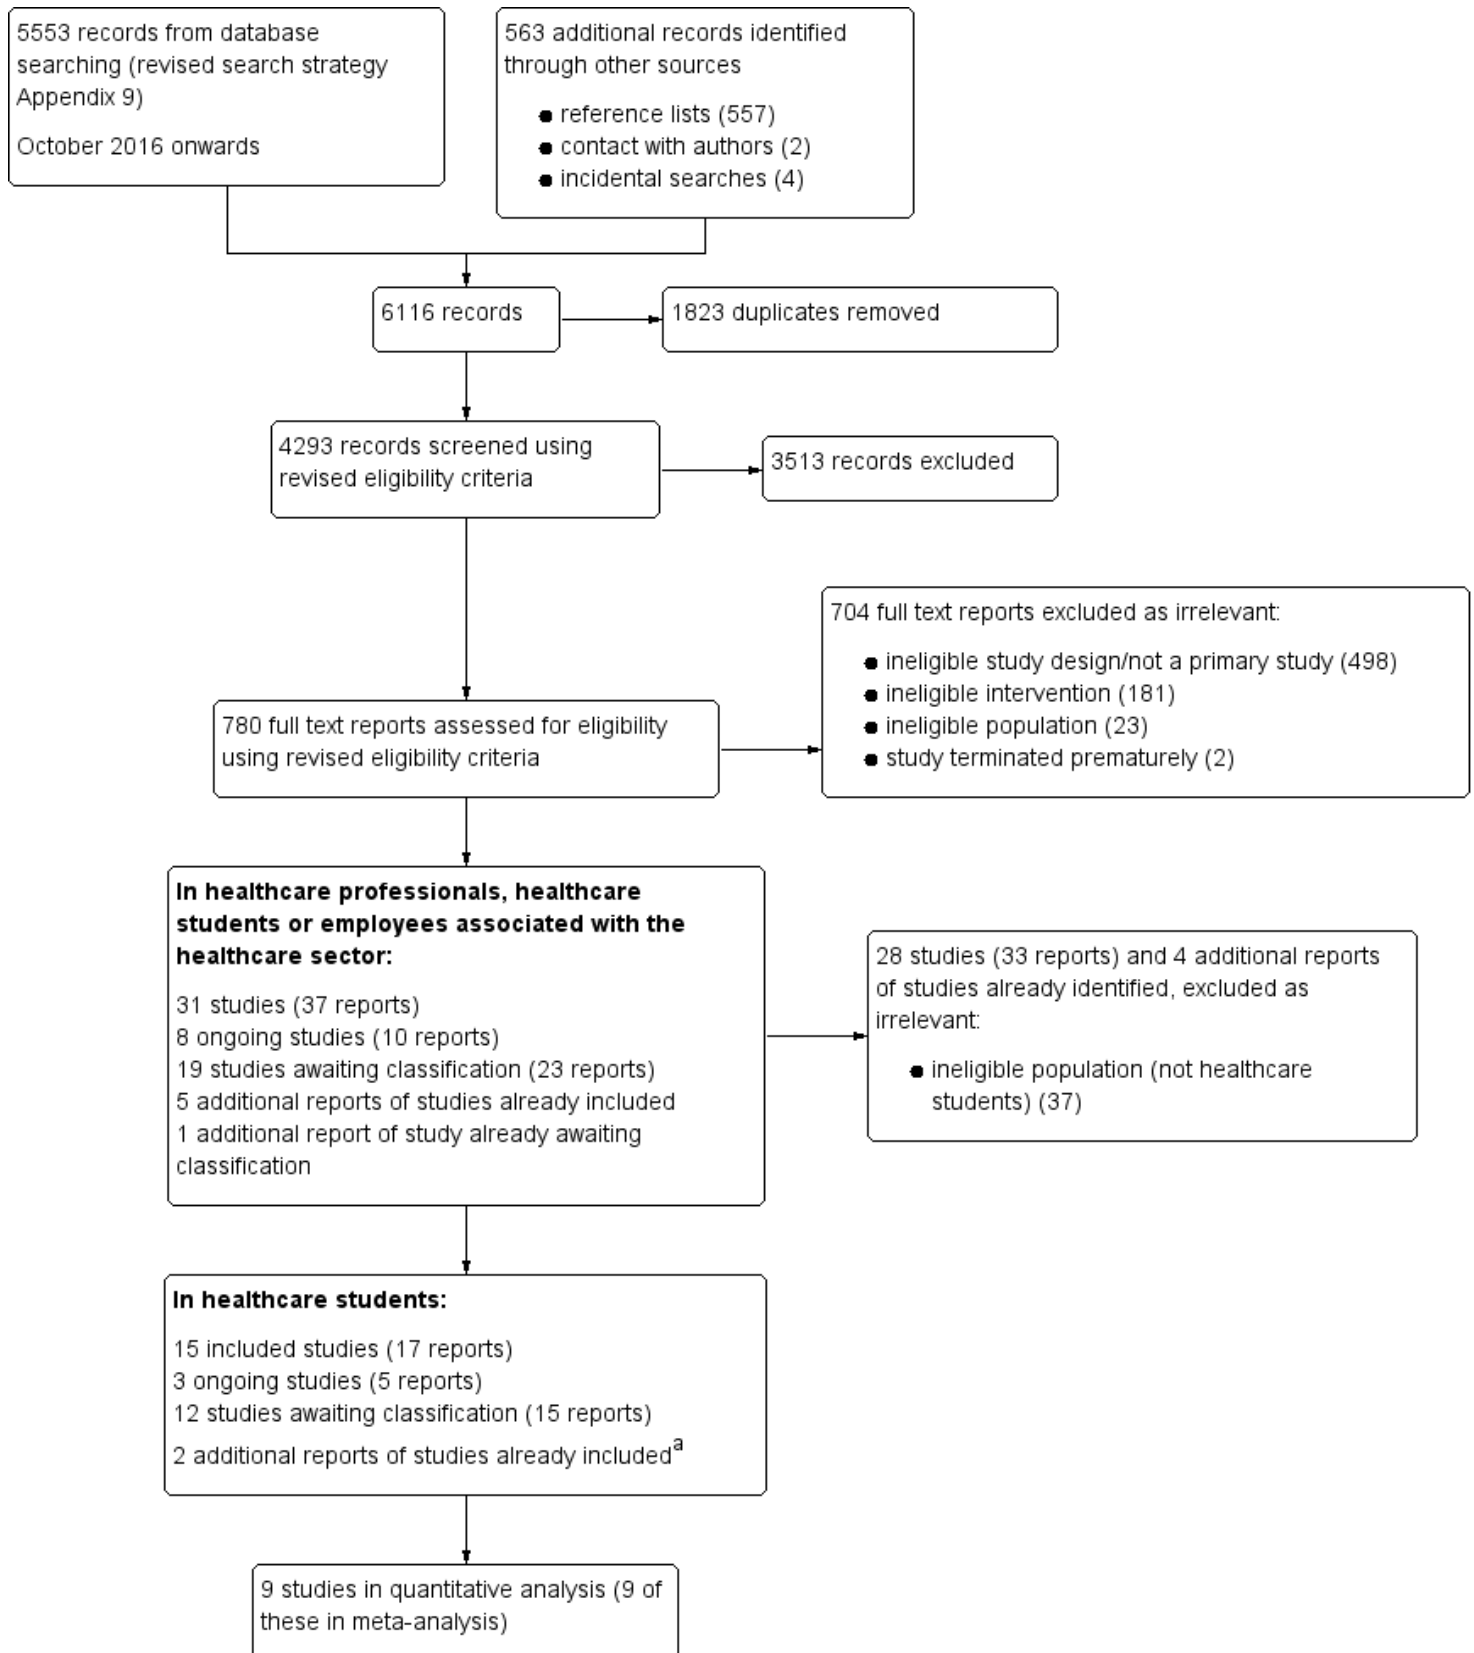 5553 records from database
searching (revised search strategy
Appendix 9)
October 2016 onwards
563 additional records identified
through other sources
● reference lists (557)
● contact with authors (2)
● incidental searches (4)
6116 records
1823 duplicates removed
4293 records screened using
revised eligibility criteria
3513 records excluded
704 full text reports excluded as irrelevant:
● ineligible study design/not a primary study (498)
● ineligible intervention (181)
● ineligible population (23)
● study terminated prematurely (2)
780 full text reports assessed for eligibility
using revised eligibility criteria
In healthcare professionals, healthcare
students or employees associated with the
healthcare sector:
31 studies (37 reports)
8 ongoing studies (10 reports)
19 studies awaiting classification (23 reports)
5 additional reports of studies already included
1 additional report of study already awaiting
classification
28 studies (33 reports) and 4 additional reports
of studies already identified, excluded as
irrelevant:
● ineligible population (not healthcare
students) (37)
In healthcare students:
15 included studies (17 reports)
3 ongoing studies (5 reports)
12 studies awaiting classification (15 reports)
2 additional reports of studies already included<sup>a</sup>
9 studies in quantitative analysis (9 of
these in meta-analysis)